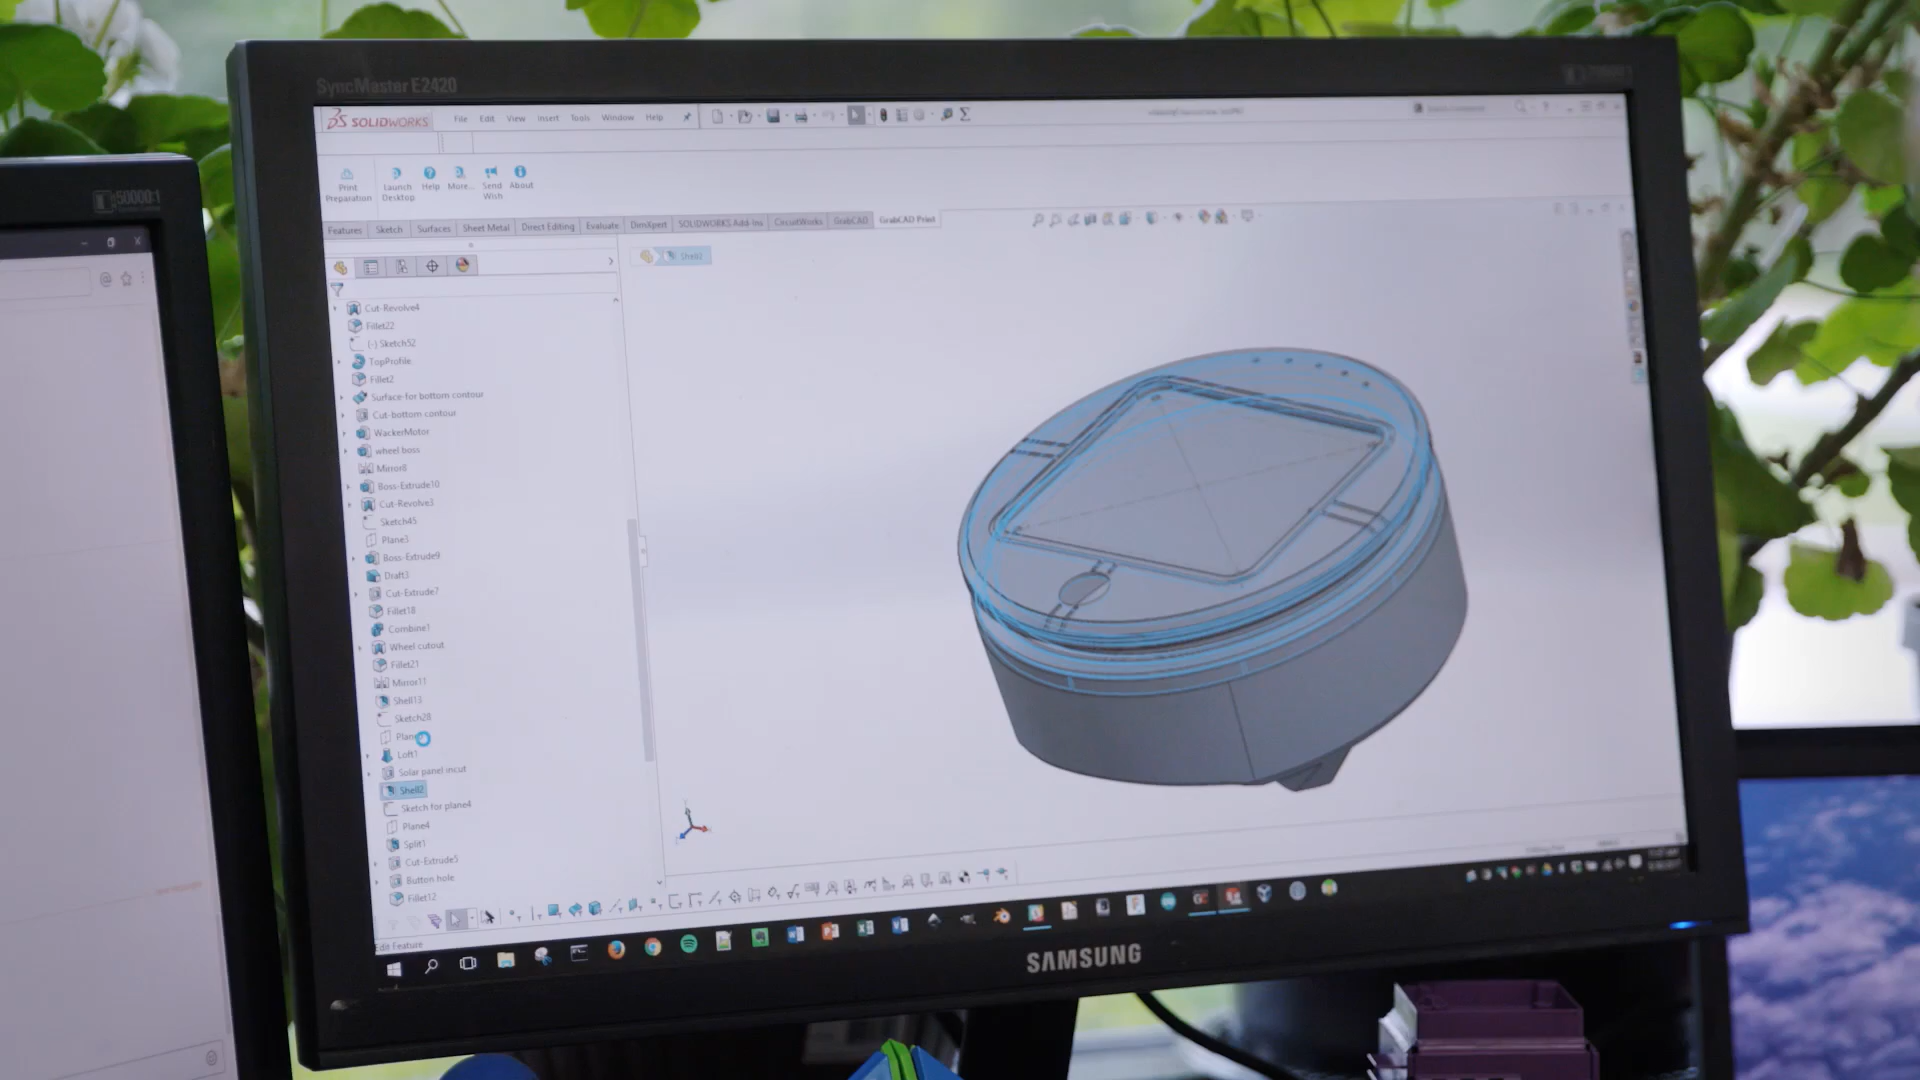 SyncMaster E2420
50000:1
SOLIDWORKS
File Edit View Insert Tools Window Help
Print Preparation
Launch Desktop
Help
More...
Send Wish
About
Features Sketch Surfaces Sheet Metal Direct Editing Evaluate DimXpert SOLIDWORKS Add-Ins CircuitWorks GrabCAD GrabCAD Print
Shell2
Cut-Revolve4
Fillet22
(-) Sketch52
TopProfile
Fillet2
Surface-for bottom contour
Cut-bottom contour
WackerMotor
wheel boss
Mirror8
Boss-Extrude10
Cut-Revolve3
Sketch45
Plane3
Boss-Extrude9
Draft3
Cut-Extrude7
Fillet18
Combine1
Wheel cutout
Fillet21
Mirror11
Shell13
Sketch28
Plane
Loft1
Solar panel incut
Shell2
Sketch for plane4
Plane4
Split1
Cut-Extrude5
Button hole
Fillet12
Edit Feature
SAMSUNG